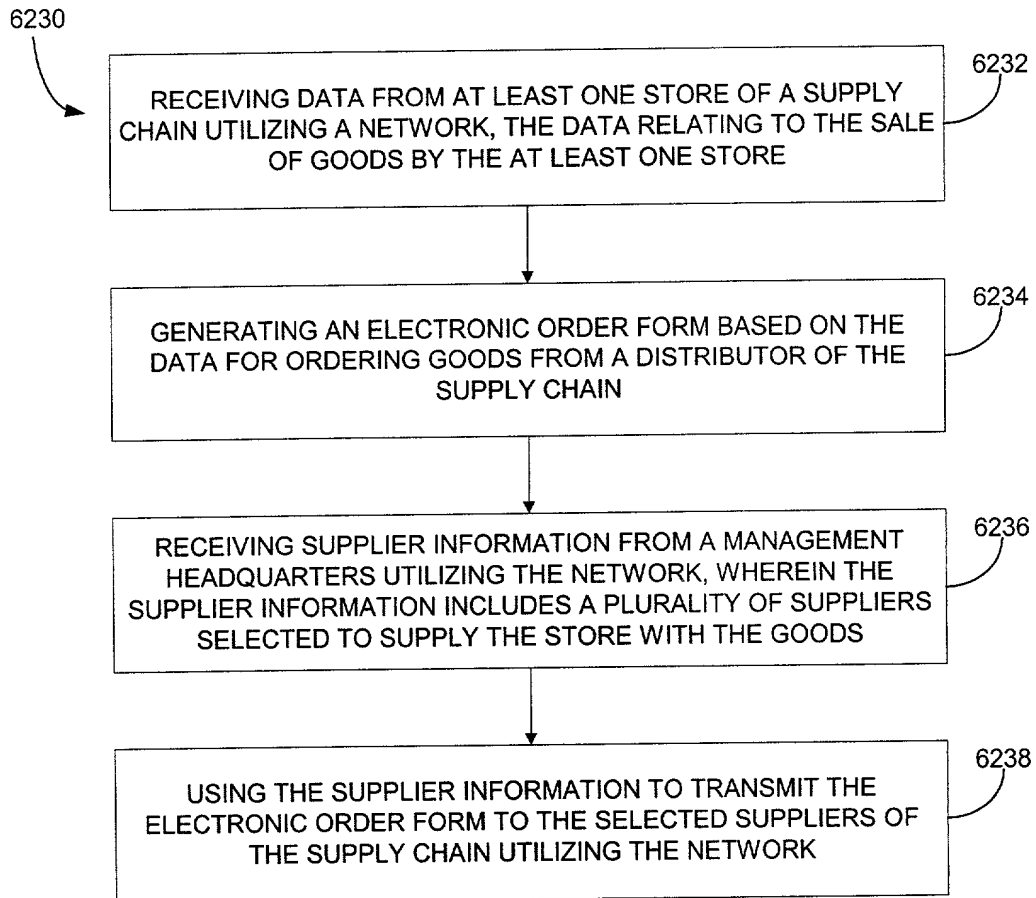 6230
6232
RECEIVING DATA FROM AT LEAST ONE STORE OF A SUPPLY
CHAIN UTILIZING A NETWORK, THE DATA RELATING TO THE SALE
OF GOODS BY THE AT LEAST ONE STORE
6234
GENERATING AN ELECTRONIC ORDER FORM BASED ON THE
DATA FOR ORDERING GOODS FROM A DISTRIBUTOR OF THE
SUPPLY CHAIN
6236
RECEIVING SUPPLIER INFORMATION FROM A MANAGEMENT
HEADQUARTERS UTILIZING THE NETWORK, WHEREIN THE
SUPPLIER INFORMATION INCLUDES A PLURALITY OF SUPPLIERS
SELECTED TO SUPPLY THE STORE WITH THE GOODS
6238
USING THE SUPPLIER INFORMATION TO TRANSMIT THE
ELECTRONIC ORDER FORM TO THE SELECTED SUPPLIERS OF
THE SUPPLY CHAIN UTILIZING THE NETWORK